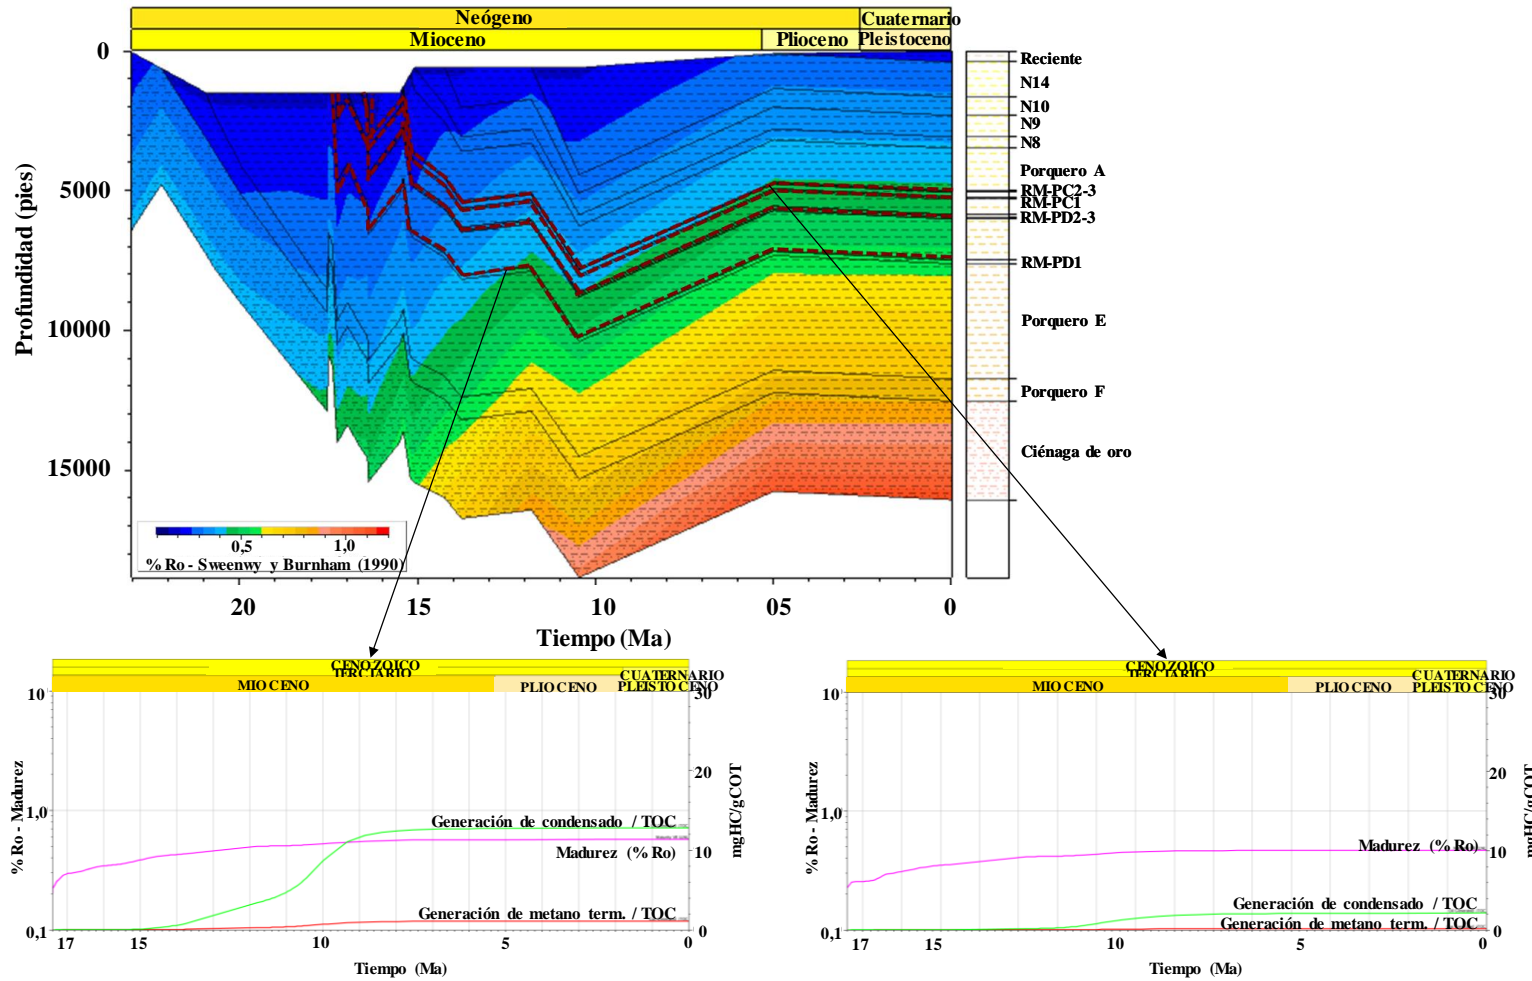 Neógeno
Cuaternario
Mioceno
Plioceno
Pleistoceno
0
5000
10000
15000
Profundidad (pies)
Reciente
N14
N10
N9
N8
Porquero A
RM-PC2-3
RM-PC1
RM-PD2-3
RM-PD1
Porquero E
Porquero F
Ciénaga de oro
0,5
1,0
% Ro - Sweenwy y Burnham (1990)
20
15
10
05
0
Tiempo (Ma)
CENOZOICO
TERCIARIO
CUATERNARIO
MIOCENO
PLIOCENO
PLEISTOCENO
10
1,0
0,1
% Ro - Madurez
30
20
10
0
mgHC/gCOT
Generación de condensado / TOC
Madurez (% Ro)
Generación de metano term. / TOC
17
15
10
5
0
Tiempo (Ma)
CENOZOICO
TERCIARIO
CUATERNARIO
MIOCENO
PLIOCENO
PLEISTOCENO
10
1,0
0,1
% Ro - Madurez
30
20
10
0
mgHC/gCOT
Madurez (% Ro)
Generación de condensado / TOC
Generación de metano term. / TOC
17
15
10
5
0
Tiempo (Ma)